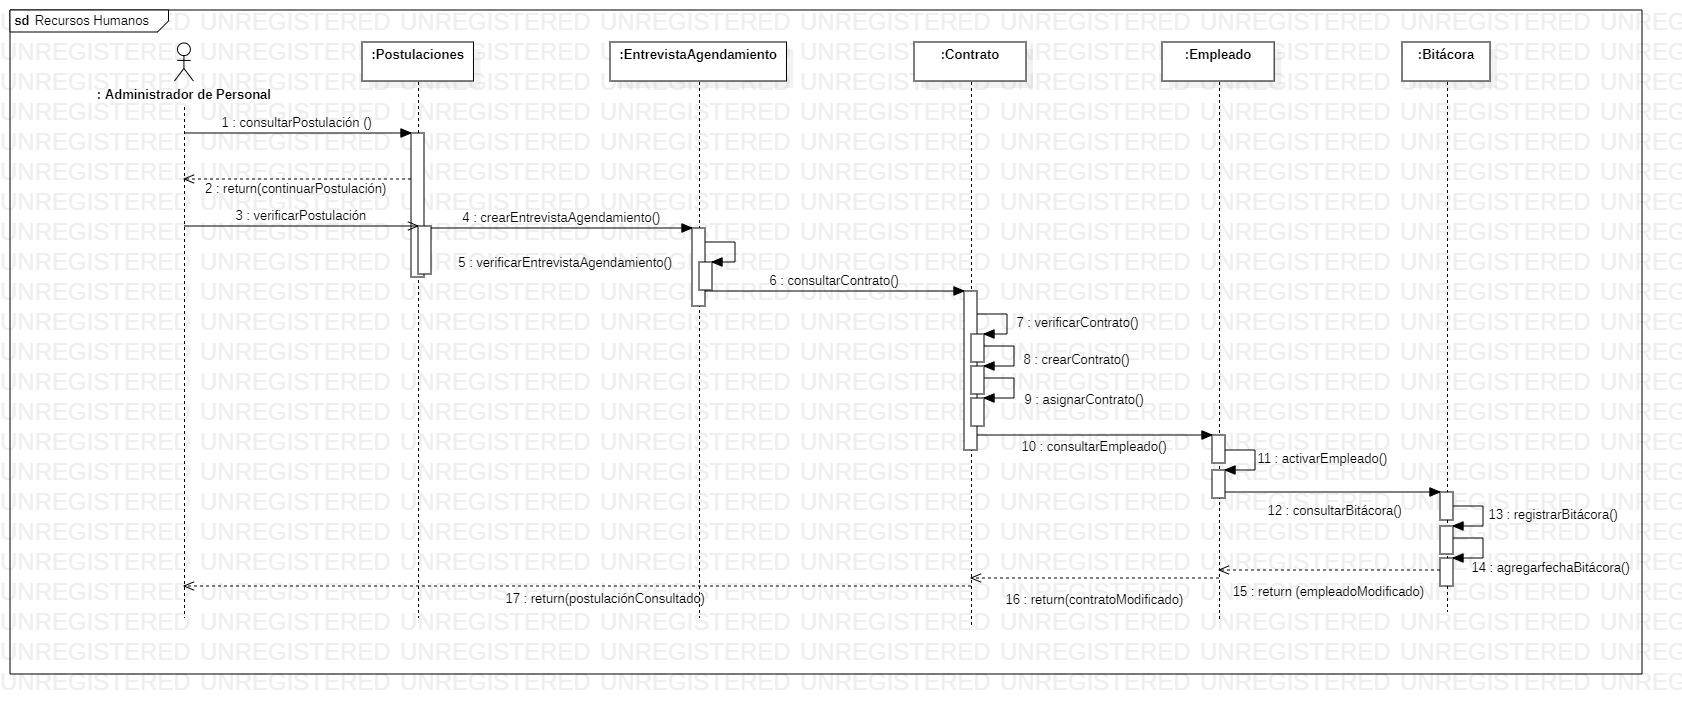 sd Recursos Humanos
:Postulaciones
:EntrevistaAgendamiento
:Contrato
:Empleado
:Bitácora
: Administrador de Personal
1 : consultarPostulación ()
2 : return(continuarPostulación)
3 : verificarPostulación
4 : crearEntrevistaAgendamiento()
5 : verificarEntrevistaAgendamiento()
6 : consultarContrato()
7 : verificarContrato()
8 : crearContrato()
9 : asignarContrato()
10 : consultarEmpleado()
11 : activarEmpleado()
12 : consultarBitácora()
13 : registrarBitácora()
14 : agregarfechaBitácora()
15 : return (empleadoModificado)
16 : return(contratoModificado)
17 : return(postulaciónConsultado)
UNREGISTERED